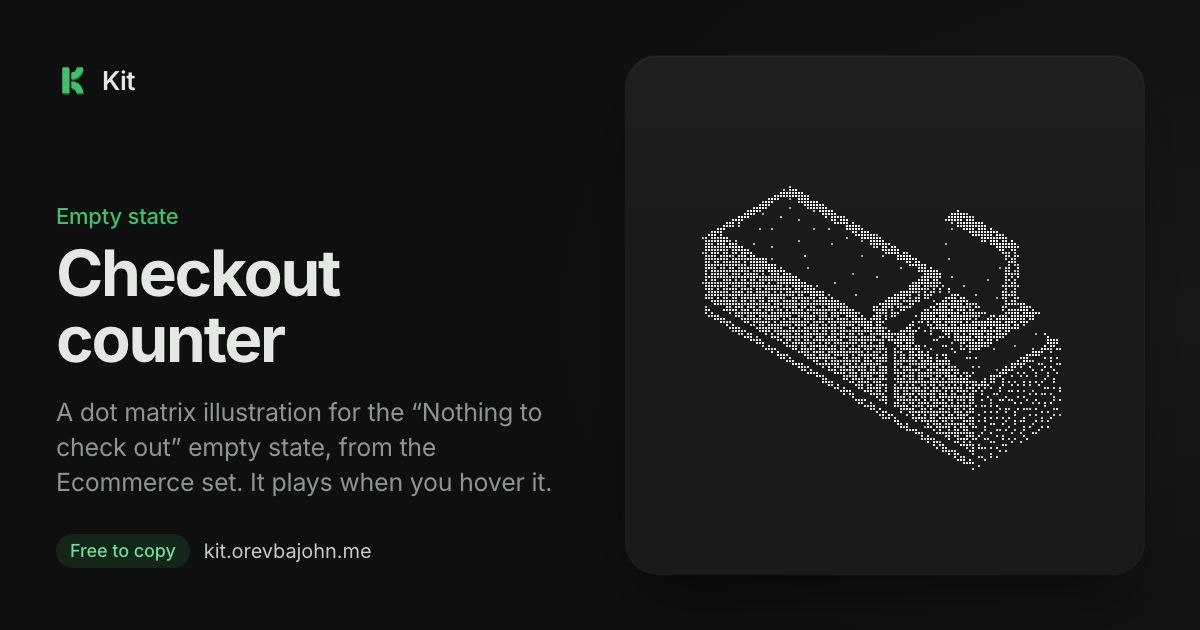 Kit
Empty state
Checkout
counter
A dot matrix illustration for the “Nothing to
check out” empty state, from the
Ecommerce set. It plays when you hover it.
Free to copy
kit.orevbajohn.me